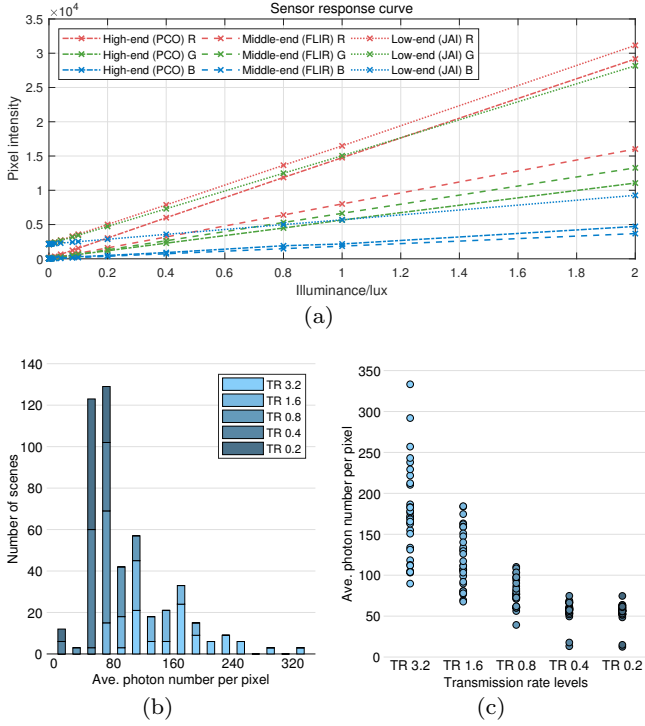 Sensor response curve
3.5 ×10⁴
High-end (PCO) R Middle-end (FLIR) R Low-end (JAI) R
High-end (PCO) G Middle-end (FLIR) G Low-end (JAI) G
High-end (PCO) B Middle-end (FLIR) B Low-end (JAI) B
3
2.5
2
1.5
1
0.5
0
Pixel intensity
0 0.2 0.4 0.6 0.8 1 1.2 1.4 1.6 1.8 2
Illuminance/lux
(a)
140
120
100
80
60
40
20
0
Number of scenes
TR 3.2
TR 1.6
TR 0.8
TR 0.4
TR 0.2
0 80 160 240 320
Ave. photon number per pixel
(b)
350
300
250
200
150
100
50
0
Ave. photon number per pixel
TR 3.2 TR 1.6 TR 0.8 TR 0.4 TR 0.2
Transmission rate levels
(c)